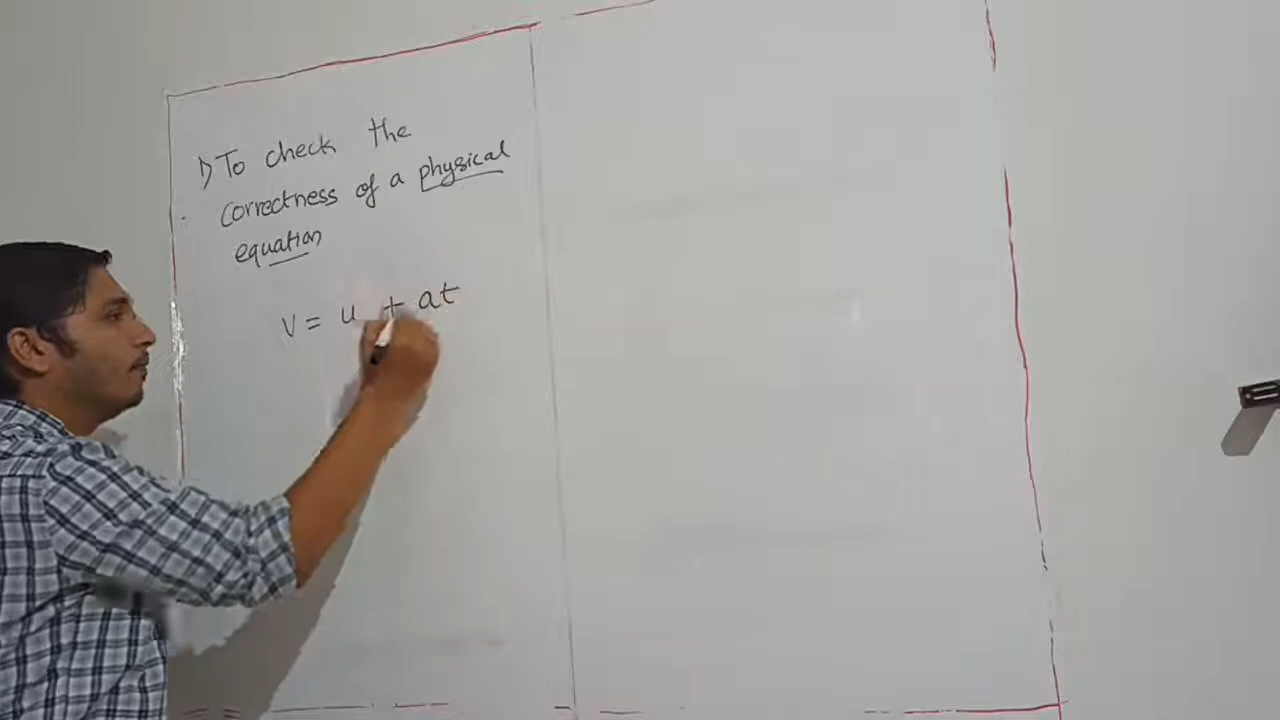 1) To check the
correctness of a physical
equation
v = u + at